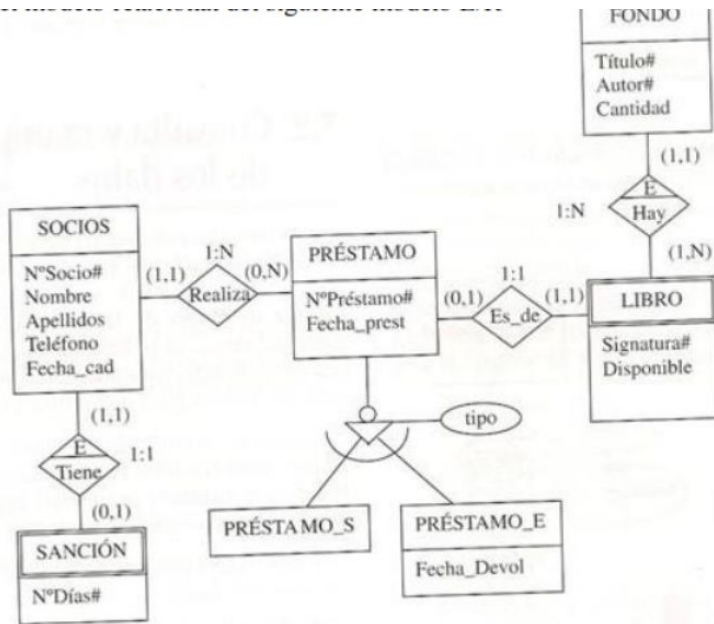 FONDO
Título#
Autor#
Cantidad
(1,1)
E
1:N
Hay
(1,N)
SOCIOS
NºSocio#
Nombre
Apellidos
Teléfono
Fecha_cad
(1,1)
1:N
Realiza
(0,N)
PRÉSTAMO
NºPréstamo#
Fecha_prest
(0,1)
1:1
Es_de
(1,1)
LIBRO
Signatura#
Disponible
(1,1)
E
Tiene
1:1
(0,1)
SANCIÓN
NºDías#
tipo
PRÉSTAMO_S
PRÉSTAMO_E
Fecha_Devol